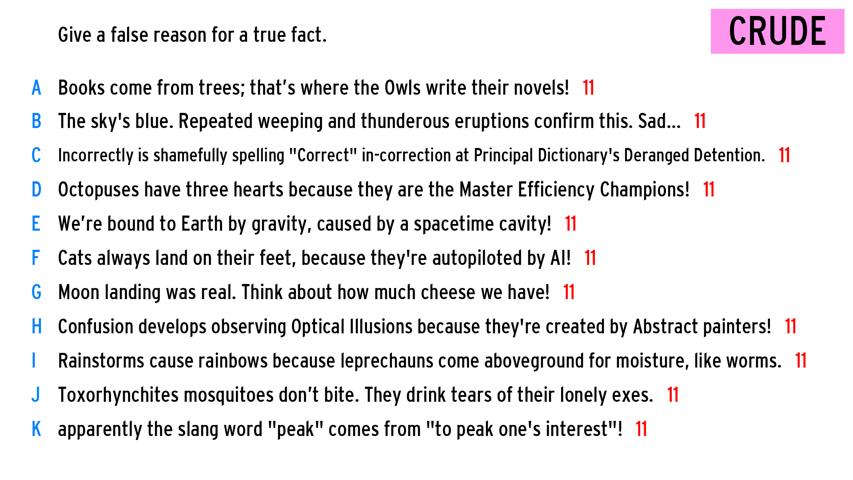 Give a false reason for a true fact.
CRUDE
A Books come from trees; that's where the Owls write their novels! 11
B The sky's blue. Repeated weeping and thunderous eruptions confirm this. Sad... 11
C Incorrectly is shamefully spelling "Correct" in-correction at Principal Dictionary's Deranged Detention. 11
D Octopuses have three hearts because they are the Master Efficiency Champions! 11
E We're bound to Earth by gravity, caused by a spacetime cavity! 11
F Cats always land on their feet, because they're autopiloted by AI! 11
G Moon landing was real. Think about how much cheese we have! 11
H Confusion develops observing Optical Illusions because they're created by Abstract painters! 11
I Rainstorms cause rainbows because leprechauns come aboveground for moisture, like worms. 11
J Toxorhynchites mosquitoes don't bite. They drink tears of their lonely exes. 11
K apparently the slang word "peak" comes from "to peak one's interest"! 11